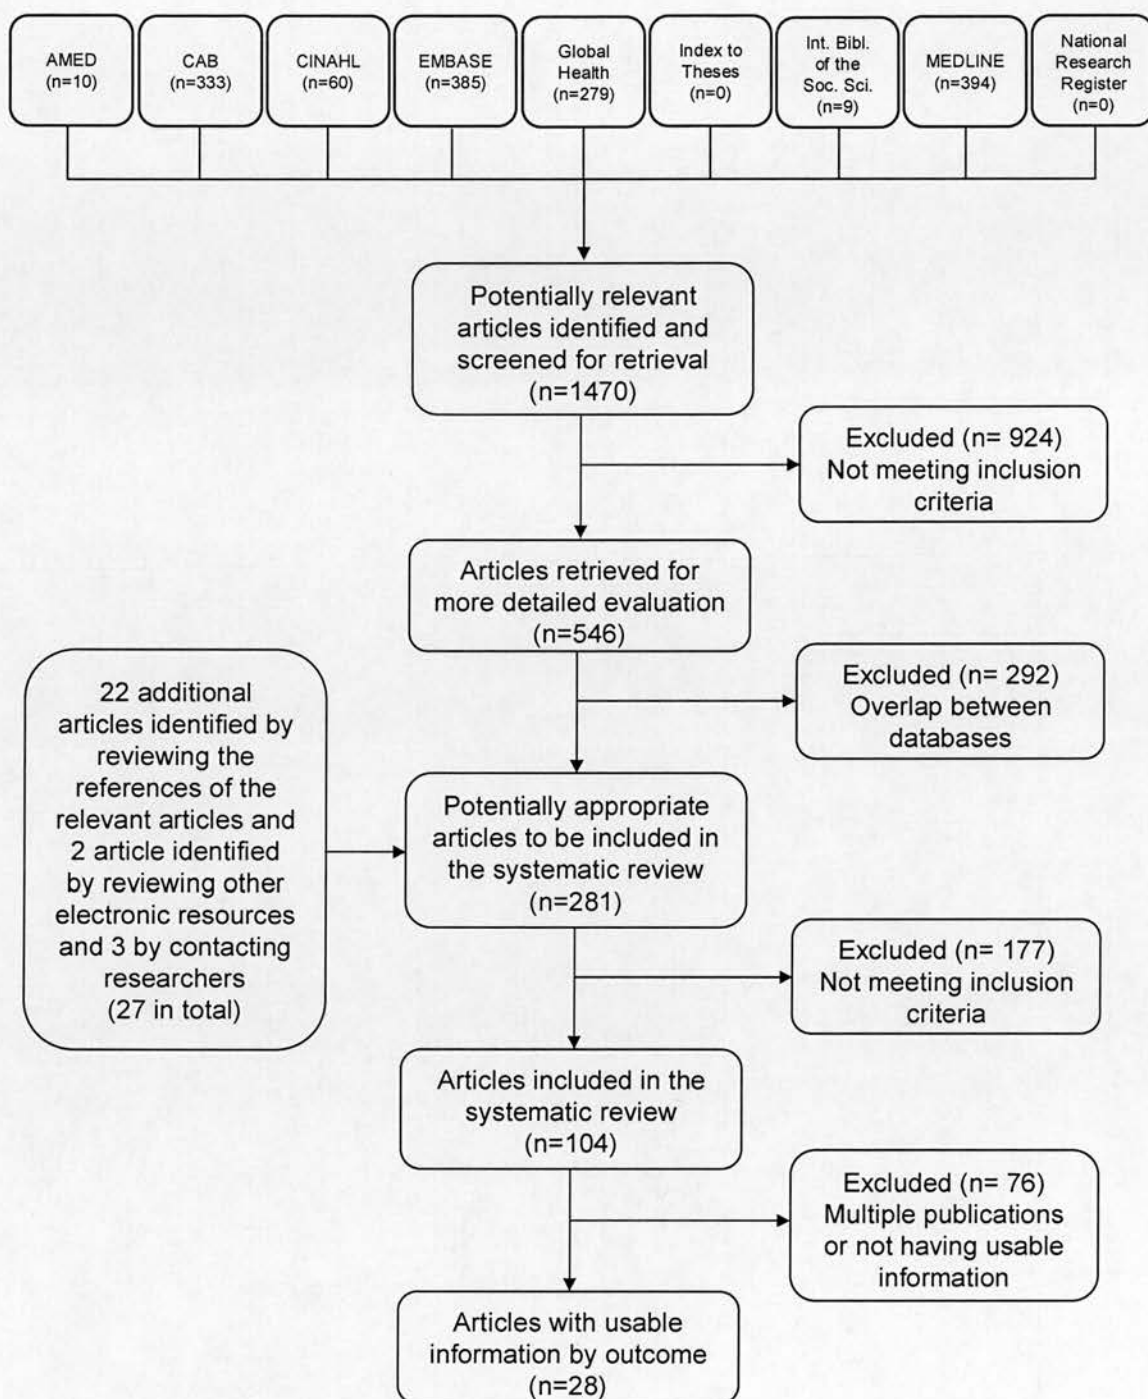 AMED
(n=10)
CAB
(n=333)
CINAHL
(n=60)
EMBASE
(n=385)
Global
Health
(n=279)
Index to
Theses
(n=0)
Int. Bibl.
of the
Soc. Sci.
(n=9)
MEDLINE
(n=394)
National
Research
Register
(n=0)
Potentially relevant
articles identified and
screened for retrieval
(n=1470)
Excluded (n= 924)
Not meeting inclusion
criteria
Articles retrieved for
more detailed evaluation
(n=546)
Excluded (n= 292)
Overlap between
databases
22 additional
articles identified by
reviewing the
references of the
relevant articles and
2 article identified
by reviewing other
electronic resources
and 3 by contacting
researchers
(27 in total)
Potentially appropriate
articles to be included in
the systematic review
(n=281)
Excluded (n= 177)
Not meeting inclusion
criteria
Articles included in the
systematic review
(n=104)
Excluded (n= 76)
Multiple publications
or not having usable
information
Articles with usable
information by outcome
(n=28)